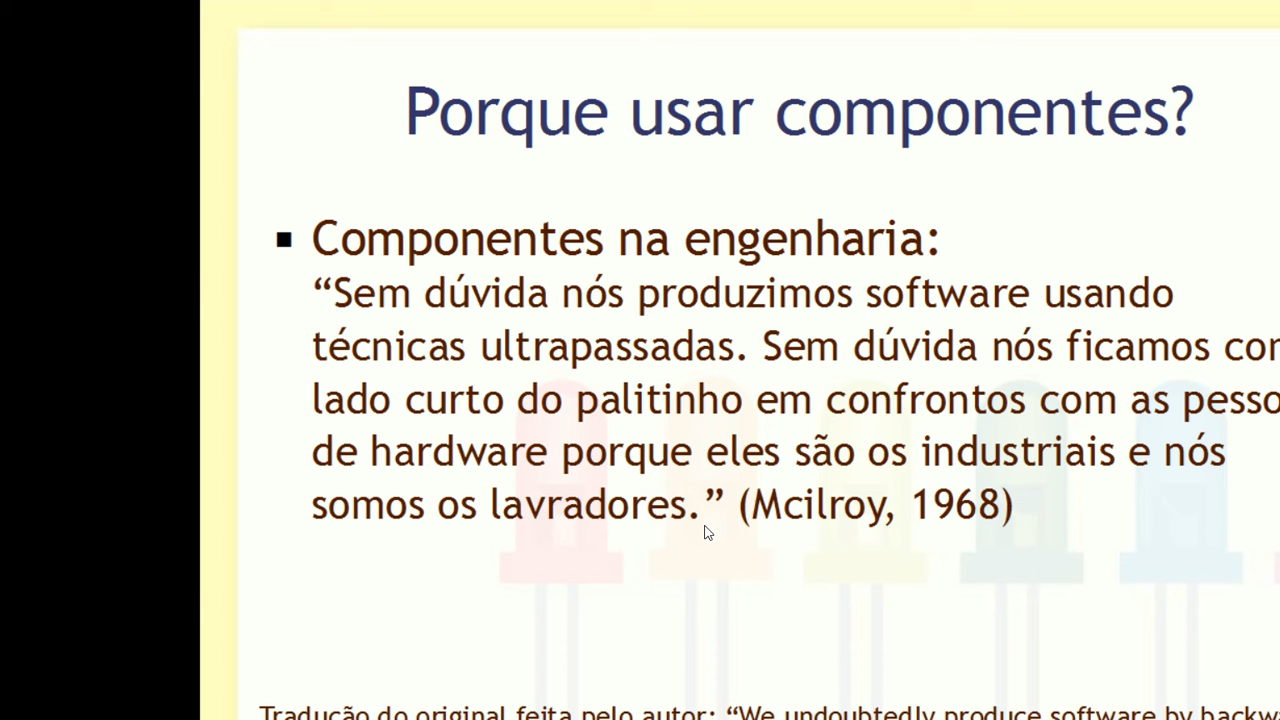 Porque usar componentes?
Componentes na engenharia:
“Sem dúvida nós produzimos software usando
técnicas ultrapassadas. Sem dúvida nós ficamos
lado curto do palitinho em confrontos com as
de hardware porque eles são os industriais e nós
somos os lavradores.” (Mcilroy, 1968)
Tradução do original feita pelo autor: “We undoubtedly produce software by